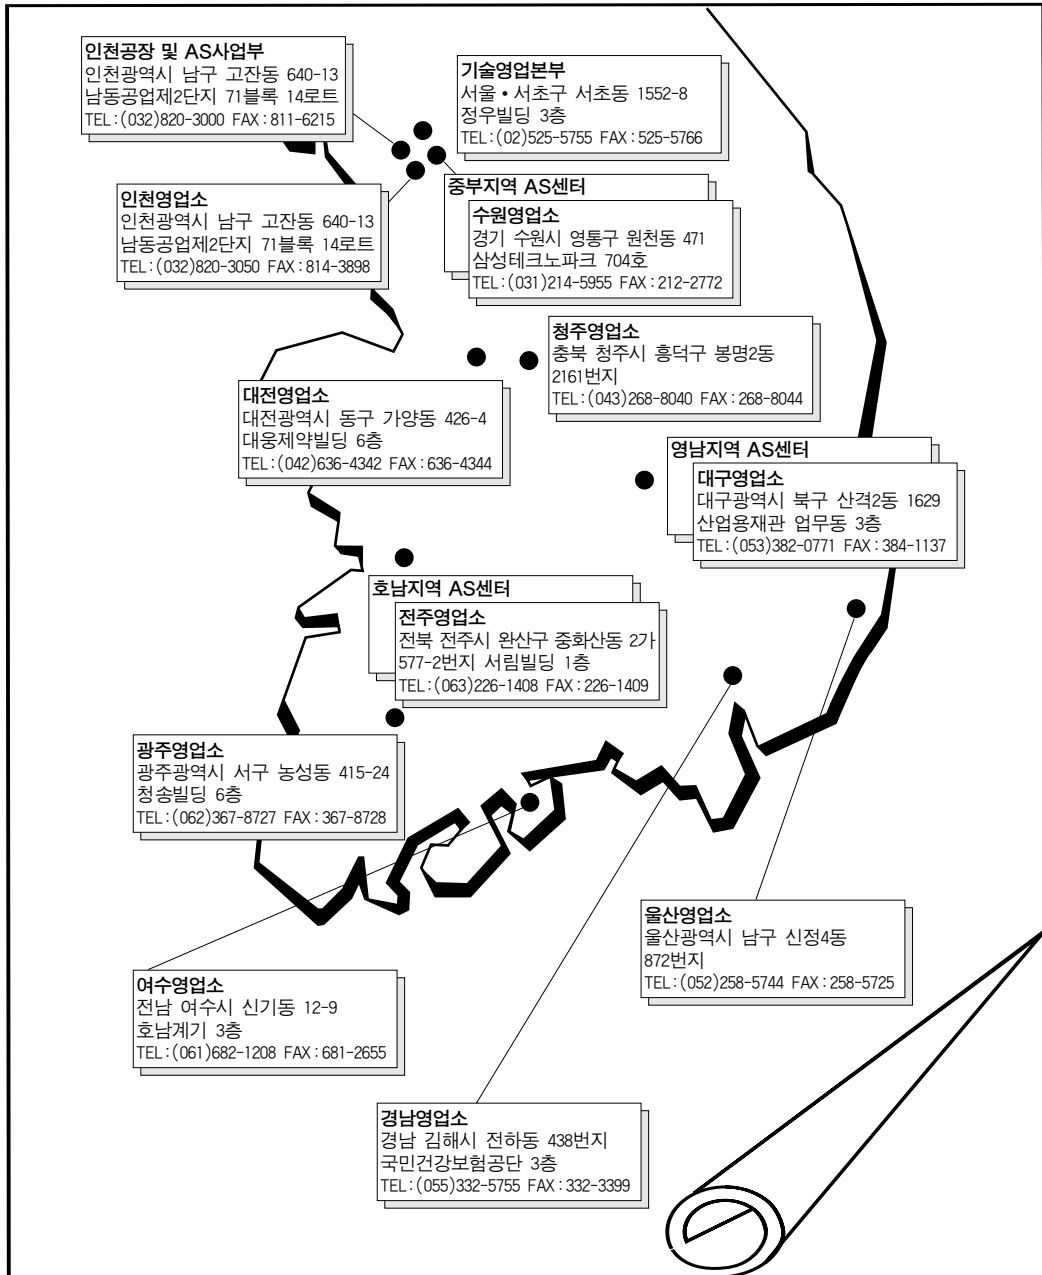 인천공장 및 AS사업부
인천광역시 남구 고잔동 640-13
남동공업제2단지 71블록 14로트
TEL:(032)820-3000 FAX:811-6215
기술영업본부
서울 • 서초구 서초동 1552-8
정우빌딩 3층
TEL:(02)525-5755 FAX:525-5766
인천영업소
인천광역시 남구 고잔동 640-13
남동공업제2단지 71블록 14로트
TEL:(032)820-3050 FAX:814-3898
중부지역 AS센터
수원영업소
경기 수원시 영통구 원천동 471
삼성테크노파크 704호
TEL:(031)214-5955 FAX:212-2772
청주영업소
충북 청주시 흥덕구 봉명2동
2161번지
TEL:(043)268-8040 FAX:268-8044
대전영업소
대전광역시 동구 가양동 426-4
대웅제약빌딩 6층
TEL:(042)636-4342 FAX:636-4344
영남지역 AS센터
대구영업소
대구광역시 북구 산격2동 1629
산업용재관 업무동 3층
TEL:(053)382-0771 FAX:384-1137
호남지역 AS센터
전주영업소
전북 전주시 완산구 중화산동 2가
577-2번지 서림빌딩 1층
TEL:(063)226-1408 FAX:226-1409
광주영업소
광주광역시 서구 농성동 415-24
청송빌딩 6층
TEL:(062)367-8727 FAX:367-8728
울산영업소
울산광역시 남구 신정4동
872번지
TEL:(052)258-5744 FAX:258-5725
여수영업소
전남 여수시 신기동 12-9
호남계기 3층
TEL:(061)682-1208 FAX:681-2655
경남영업소
경남 김해시 전하동 438번지
국민건강보험공단 3층
TEL:(055)332-5755 FAX:332-3399